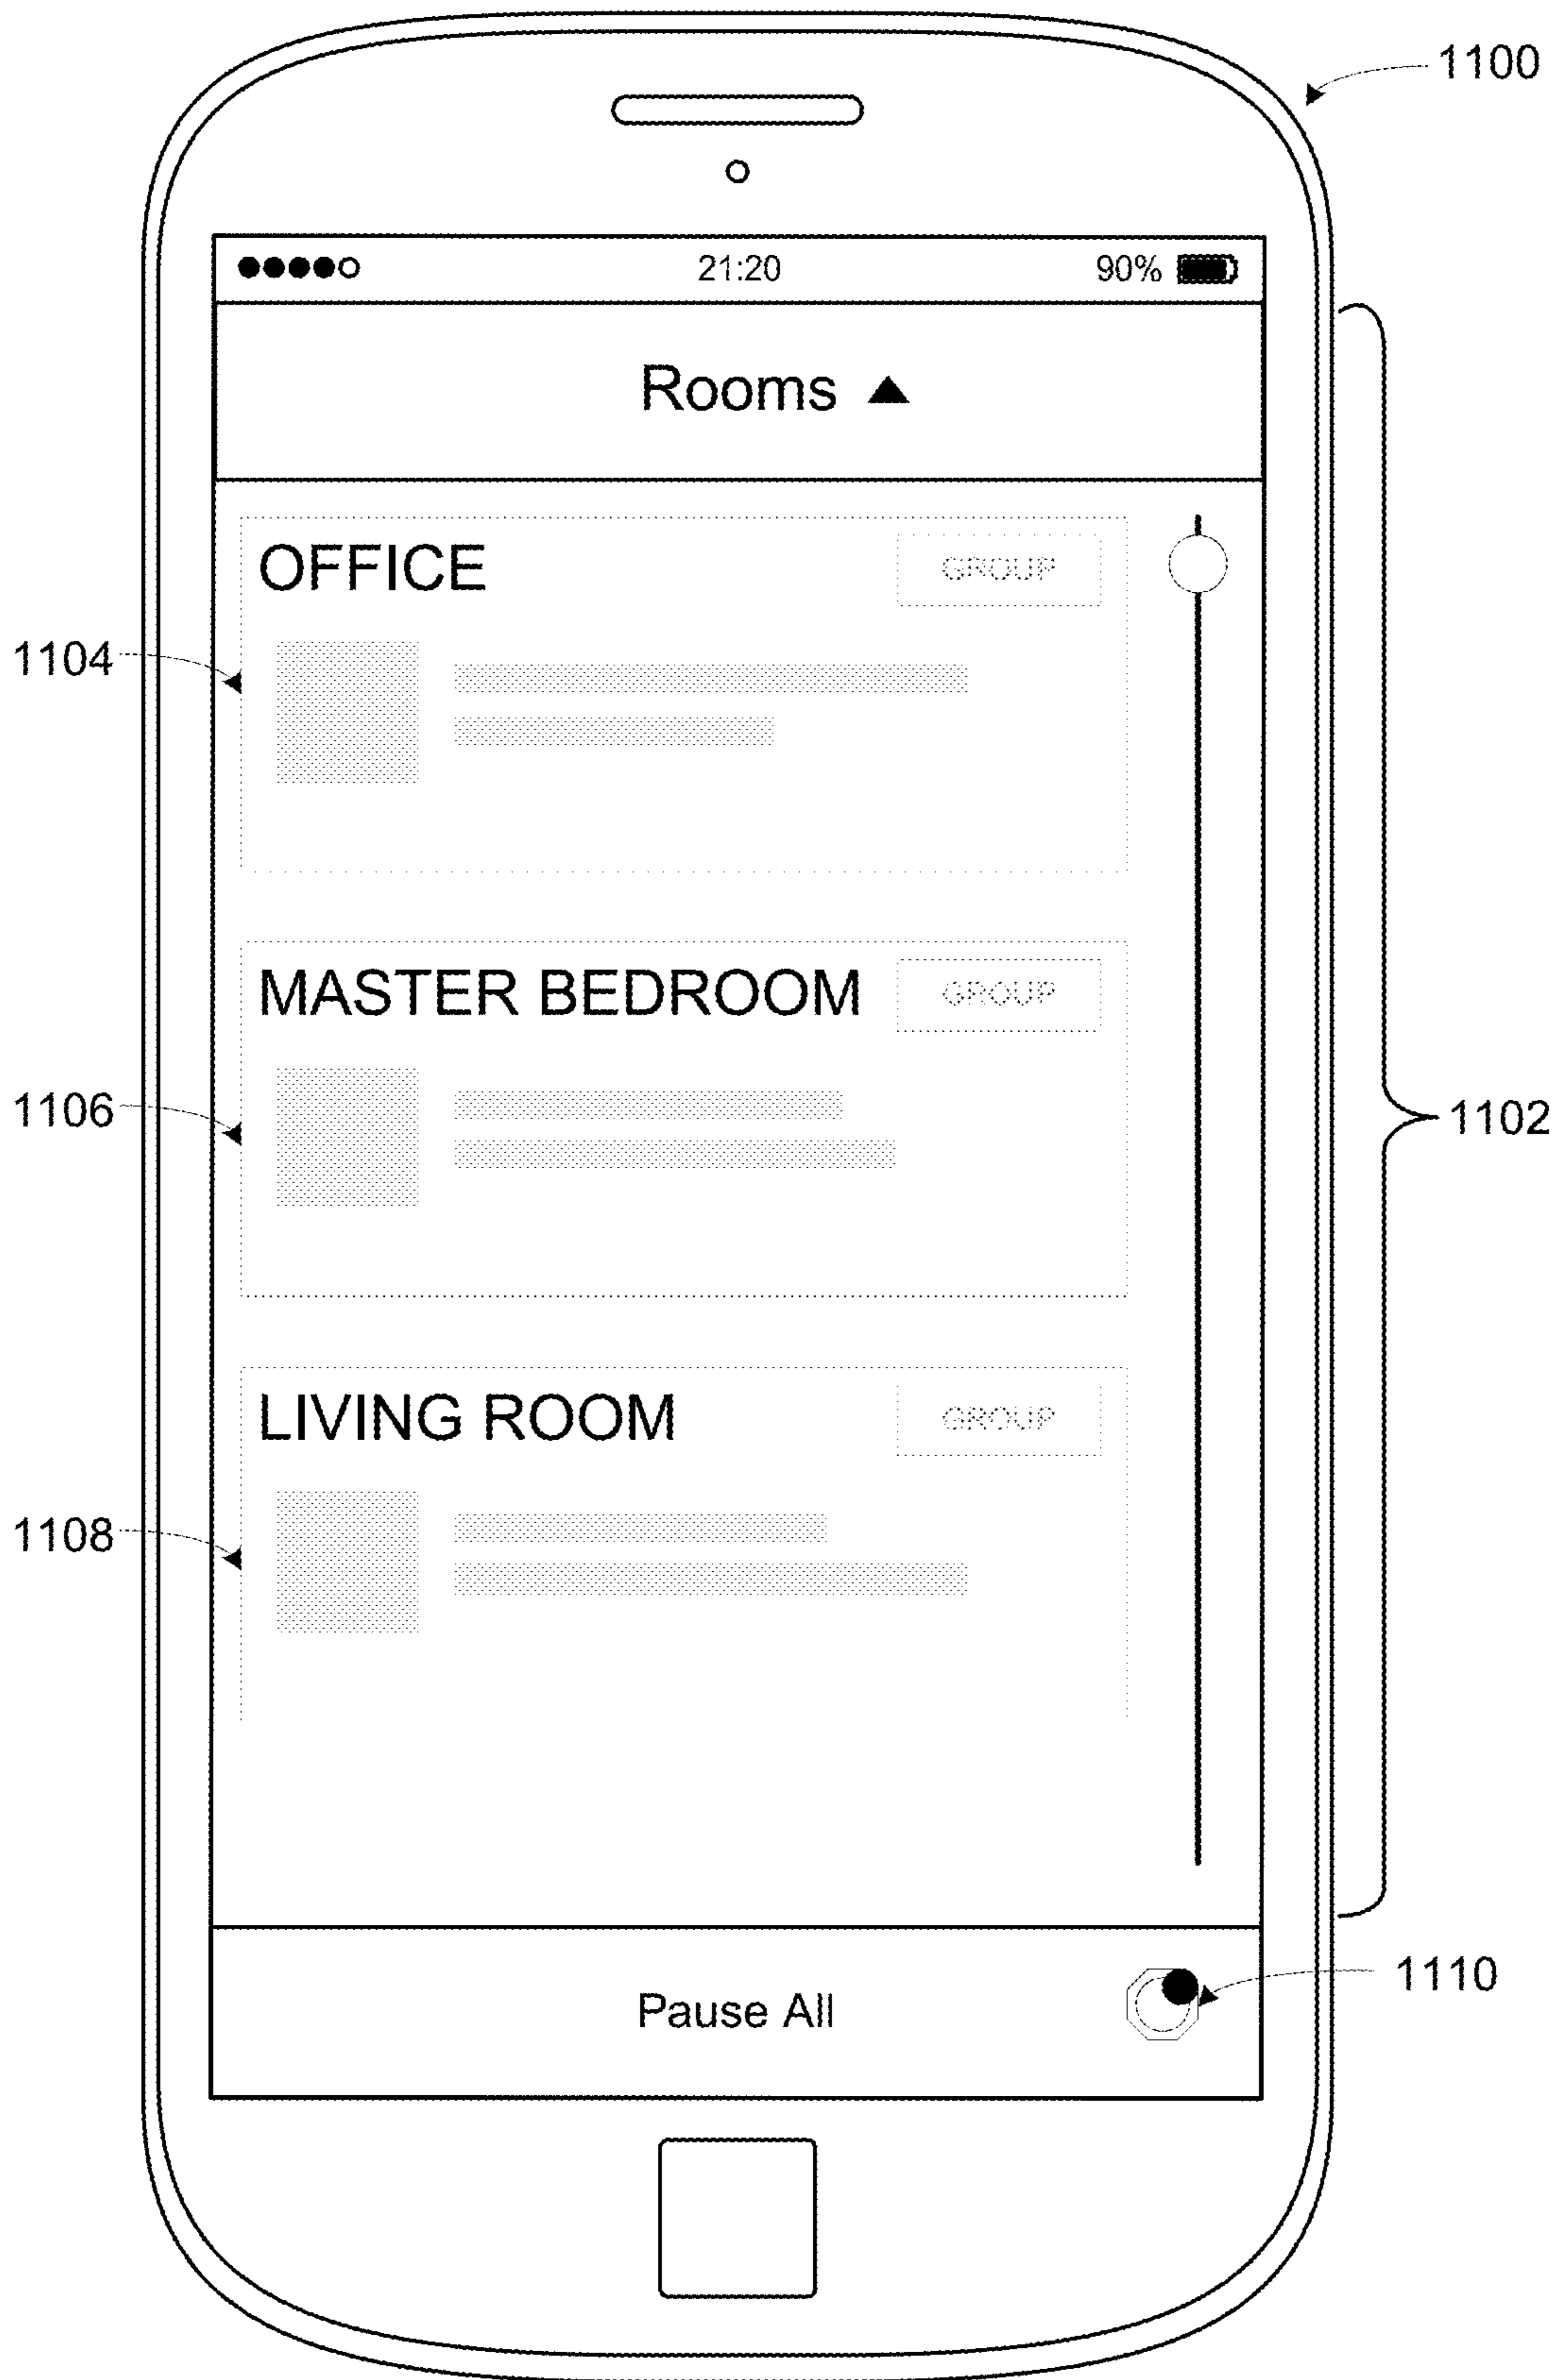 1100
21:20 90%
Rooms
OFFICE GROUP
1104
MASTER BEDROOM GROUP
1106
1102
LIVING ROOM GROUP
1108
1110
Pause All